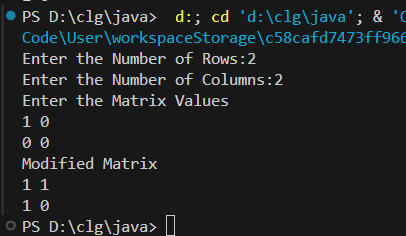 PS D:\clg\java> d:; cd 'd:\clg\java'; & 'C
Code\User\workspaceStorage\c58cafd7473ff966
Enter the Number of Rows:2
Enter the Number of Columns:2
Enter the Matrix Values
1 0
0 0
Modified Matrix
1 1
1 0
PS D:\clg\java>